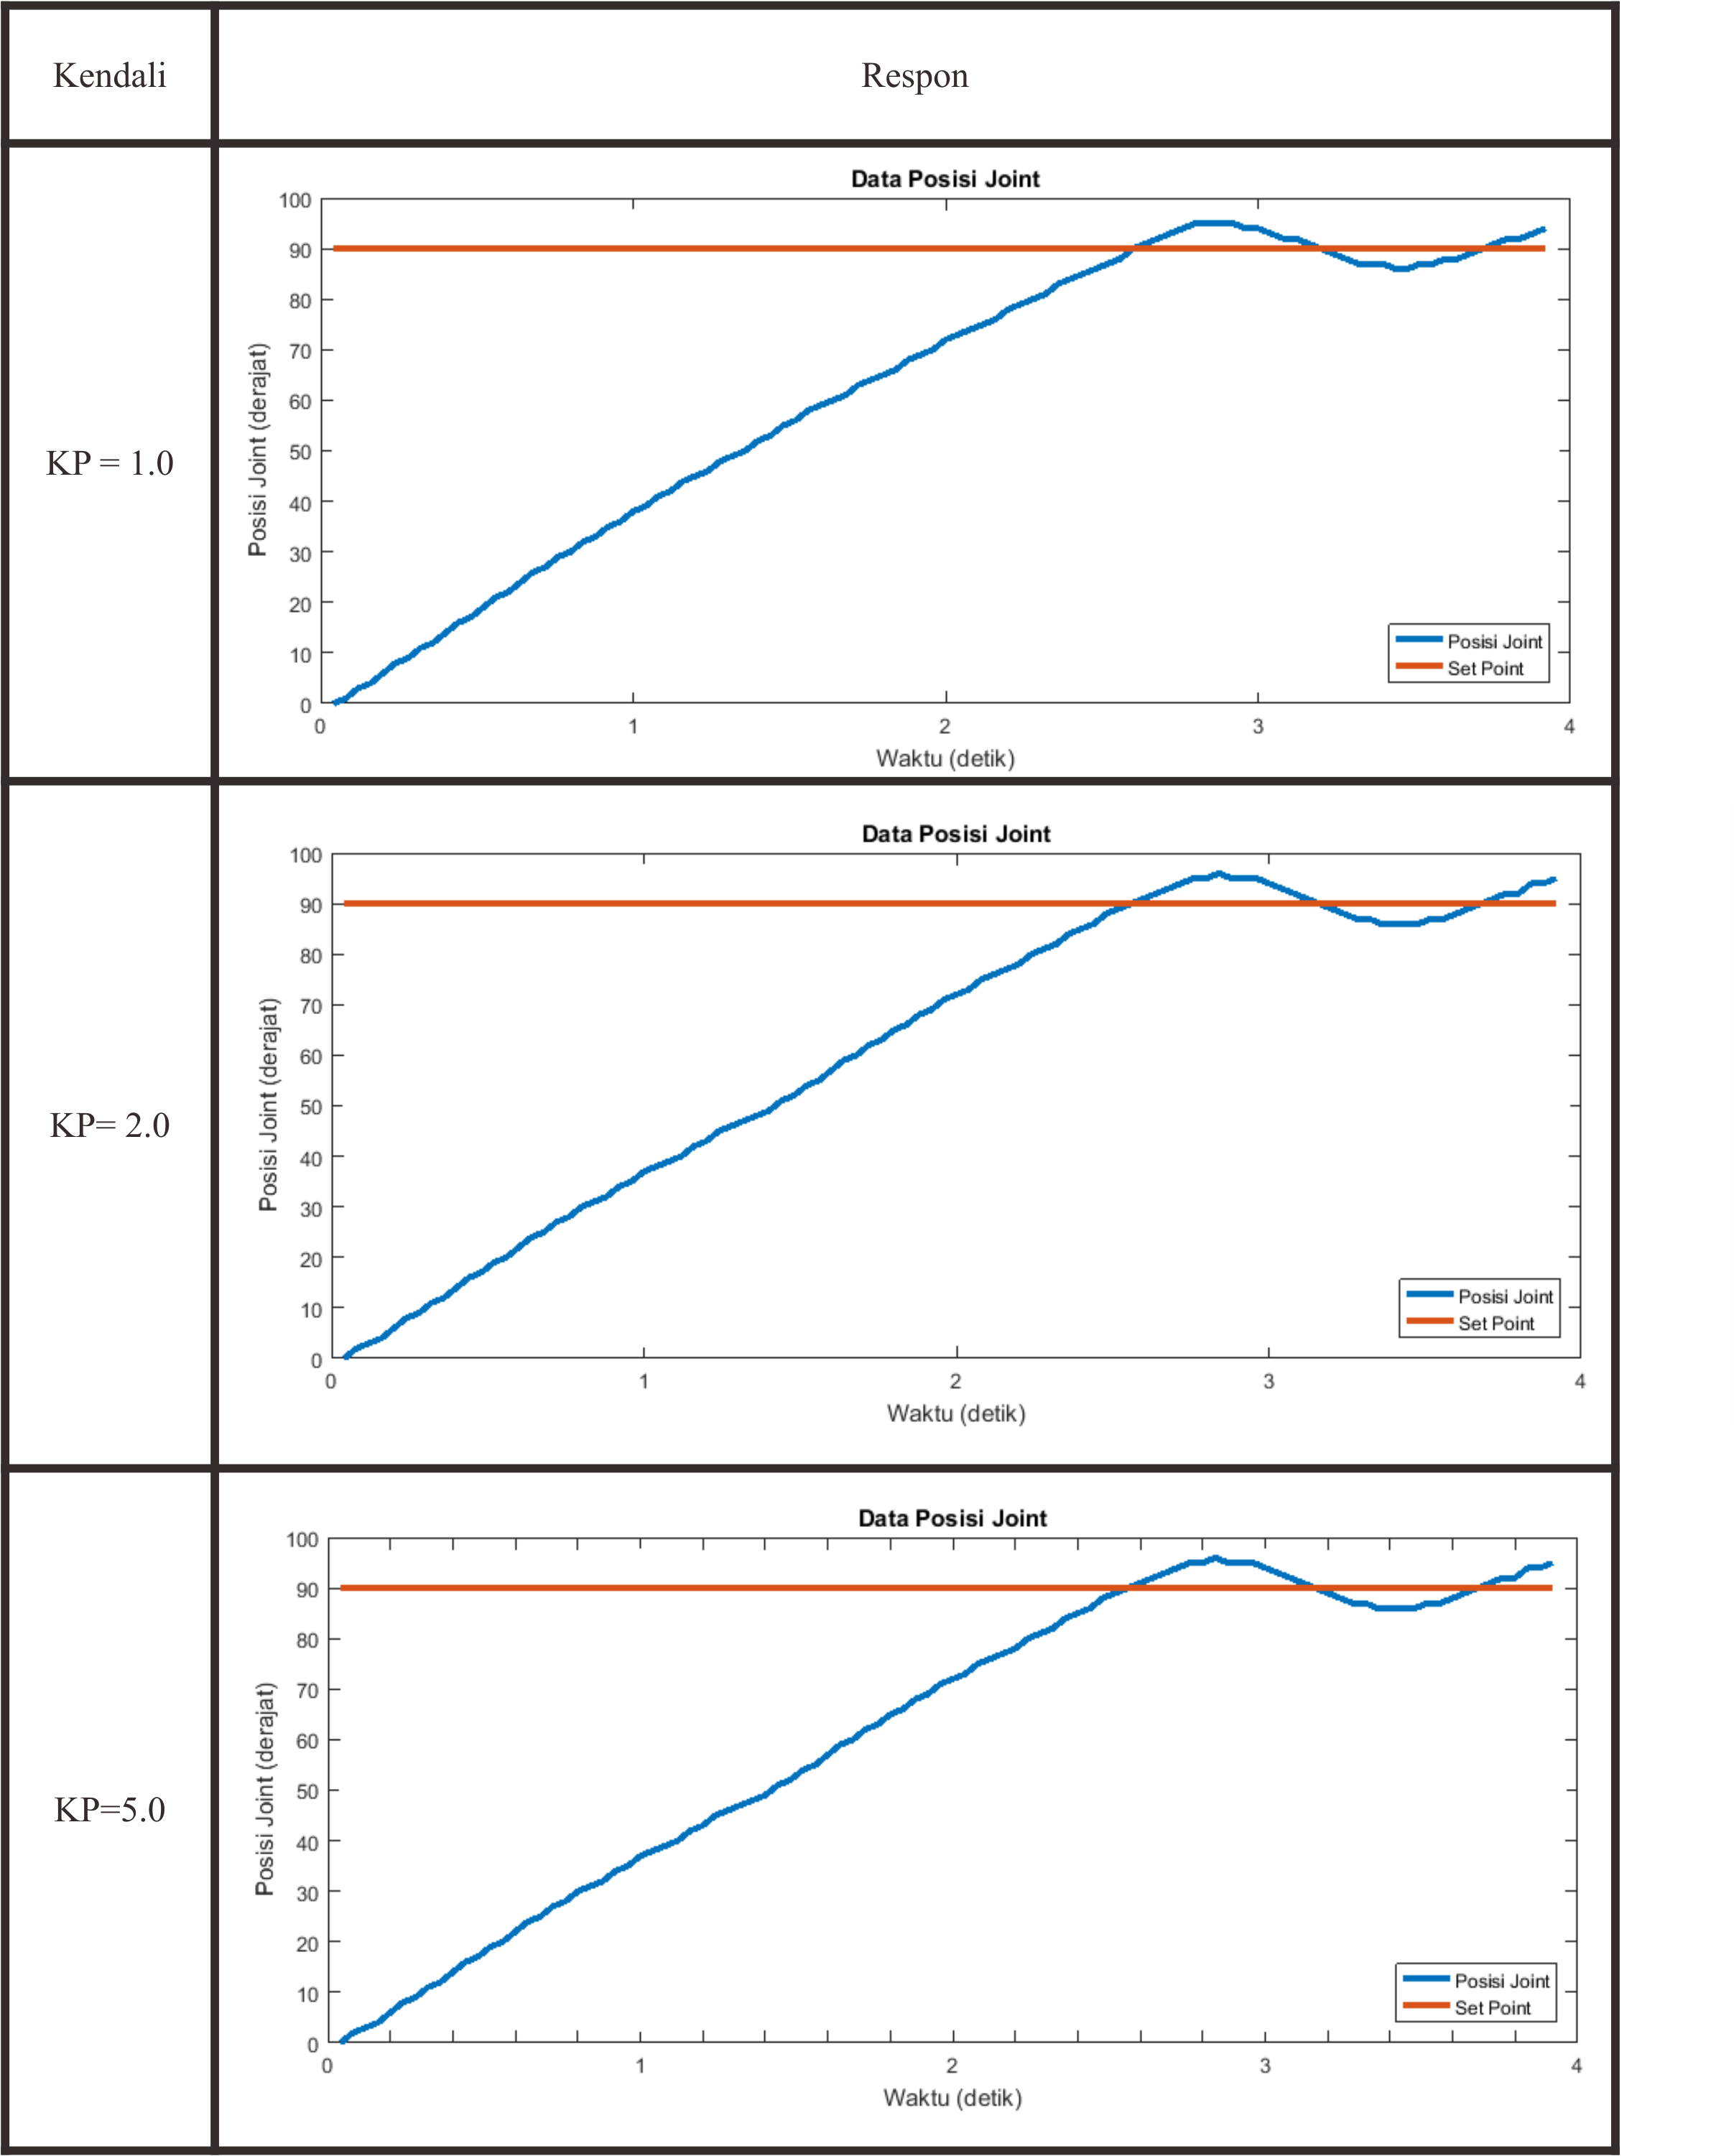 Kendali
Respon
KP = 1.0
Data Posisi Joint
100
90
80
70
60
50
40
30
20
10
0
Posisi Joint (derajat)
0 1 2 3 4
Waktu (detik)
Posisi Joint
Set Point
KP= 2.0
Data Posisi Joint
100
90
80
70
60
50
40
30
20
10
0
Posisi Joint (derajat)
0 1 2 3 4
Waktu (detik)
Posisi Joint
Set Point
KP=5.0
Data Posisi Joint
100
90
80
70
60
50
40
30
20
10
0
Posisi Joint (derajat)
0 1 2 3 4
Waktu (detik)
Posisi Joint
Set Point